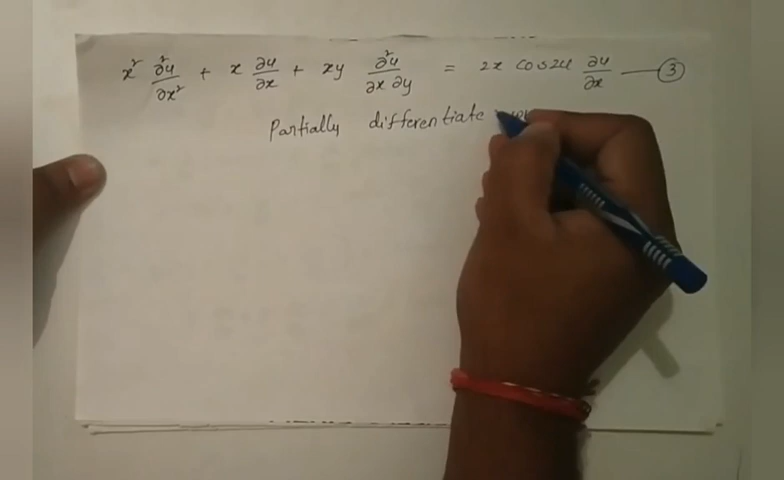 x² ∂²u/∂x² + x ∂u/∂x + xy ∂²u/∂x ∂y = 2x cos2u ∂u/∂x —— ③
Partially differentiate